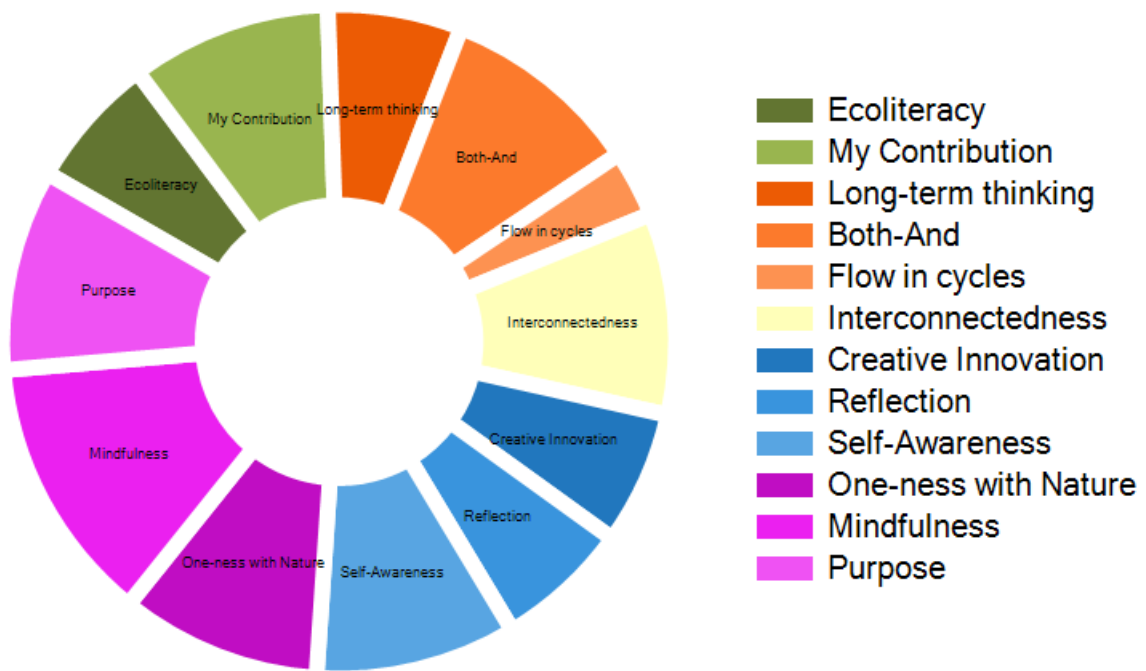 Long-term thinking
My Contribution
Both-And
Ecoliteracy
Flow in cycles
Purpose
Interconnectedness
Creative Innovation
Mindfulness
Reflection
One-ness with Nature
Self-Awareness
Ecoliteracy
My Contribution
Long-term thinking
Both-And
Flow in cycles
Interconnectedness
Creative Innovation
Reflection
Self-Awareness
One-ness with Nature
Mindfulness
Purpose